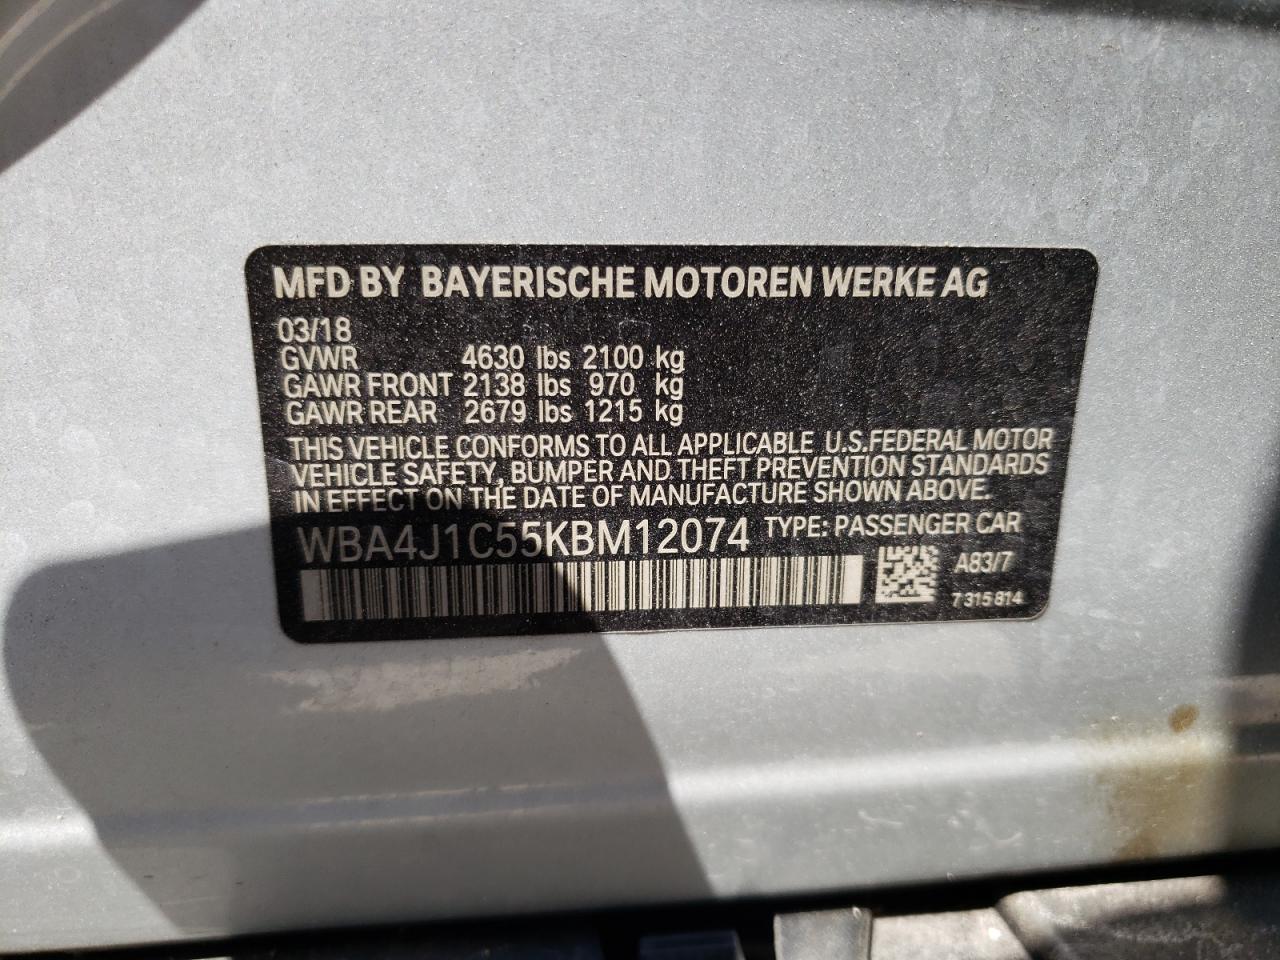 MFD BY BAYERISCHE MOTOREN WERKE AG
03/18
GVWR 4630 lbs 2100 kg
GAWR FRONT 2138 lbs 970 kg
GAWR REAR 2679 lbs 1215 kg
THIS VEHICLE CONFORMS TO ALL APPLICABLE U.S.FEDERAL MOTOR
VEHICLE SAFETY, BUMPER AND THEFT PREVENTION STANDARDS
IN EFFECT ON THE DATE OF MANUFACTURE SHOWN ABOVE.
WBA4J1C55KBM12074 TYPE: PASSENGER CAR
A83/7
7 315 814